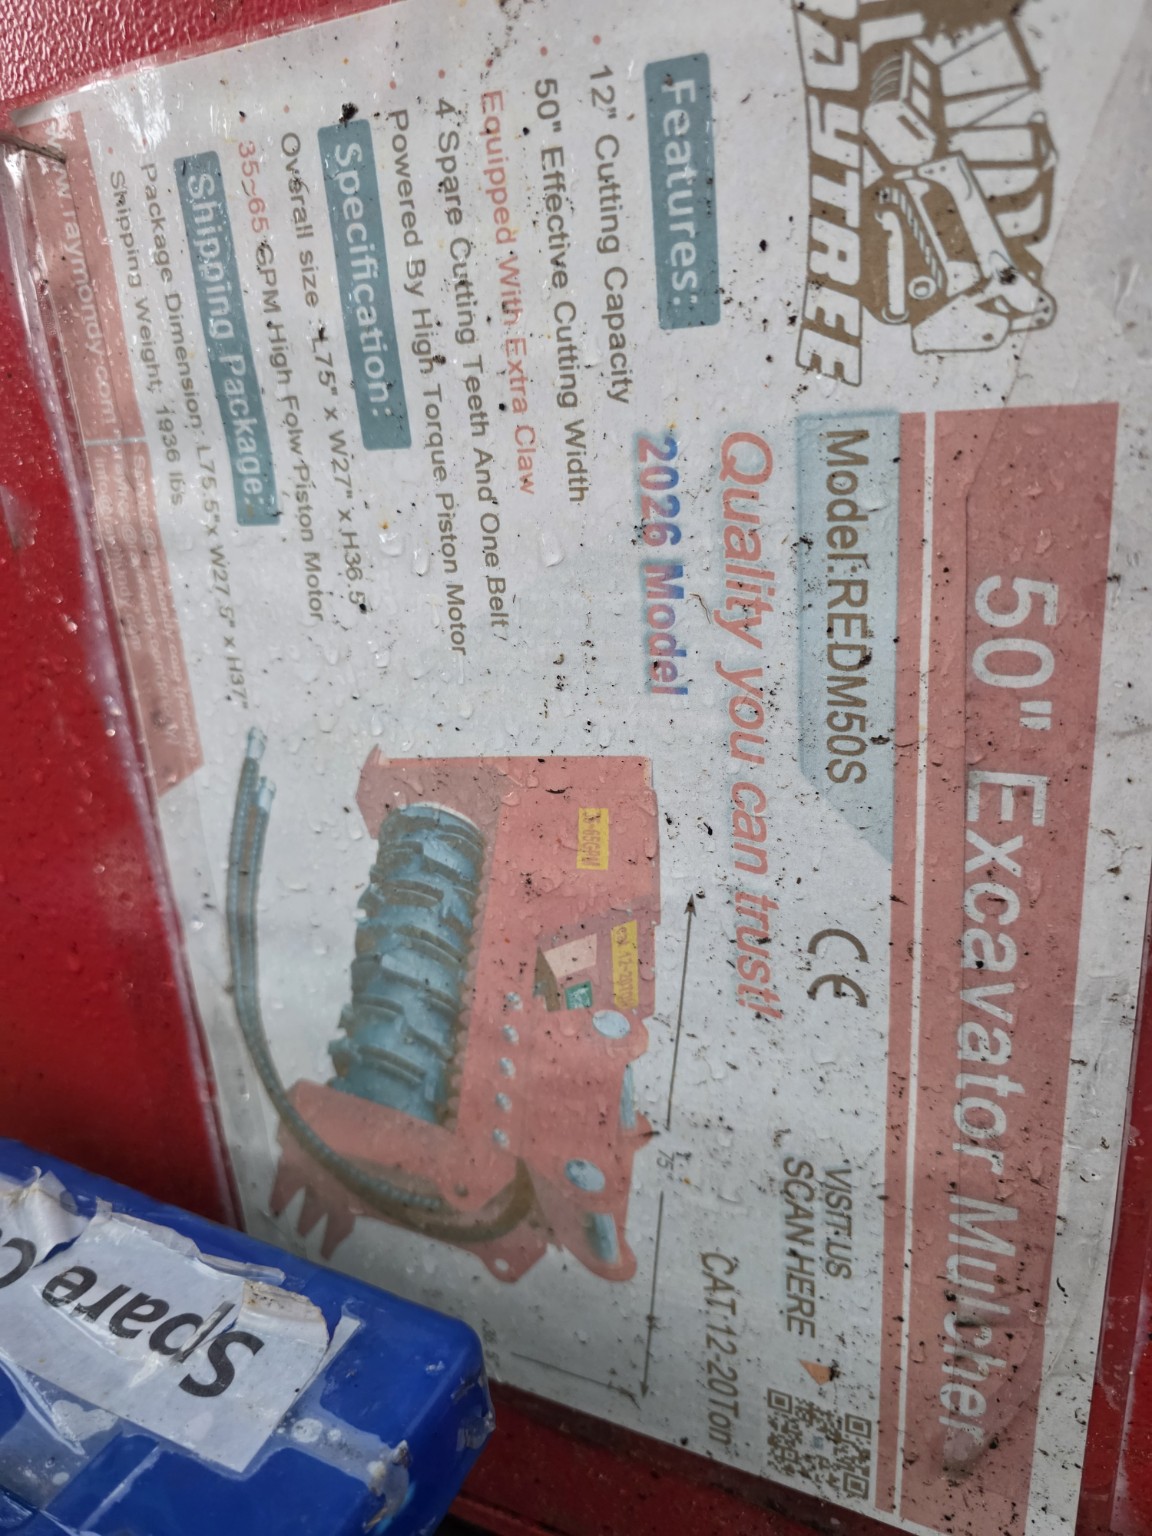 50" Excavator Mulcher
Model:REDM50S
CE
VISIT US
SCAN HERE
Quality you can trust!
2026 Model
CAT.12-20Ton
Features:
12" Cutting Capacity
50" Effective Cutting Width
Equipped With Extra Claw
4 Spare Cutting Teeth And One Belt
Powered By High Torque Piston Motor
Specification:
Overall size: L75" x W27" x H36.5"
35~65 GPM High Folw Piston Motor
Shipping Package:
Package Dimension: L75.5"x W27.5" x H37"
Shipping Weight: 1936 lbs
75"
Spare